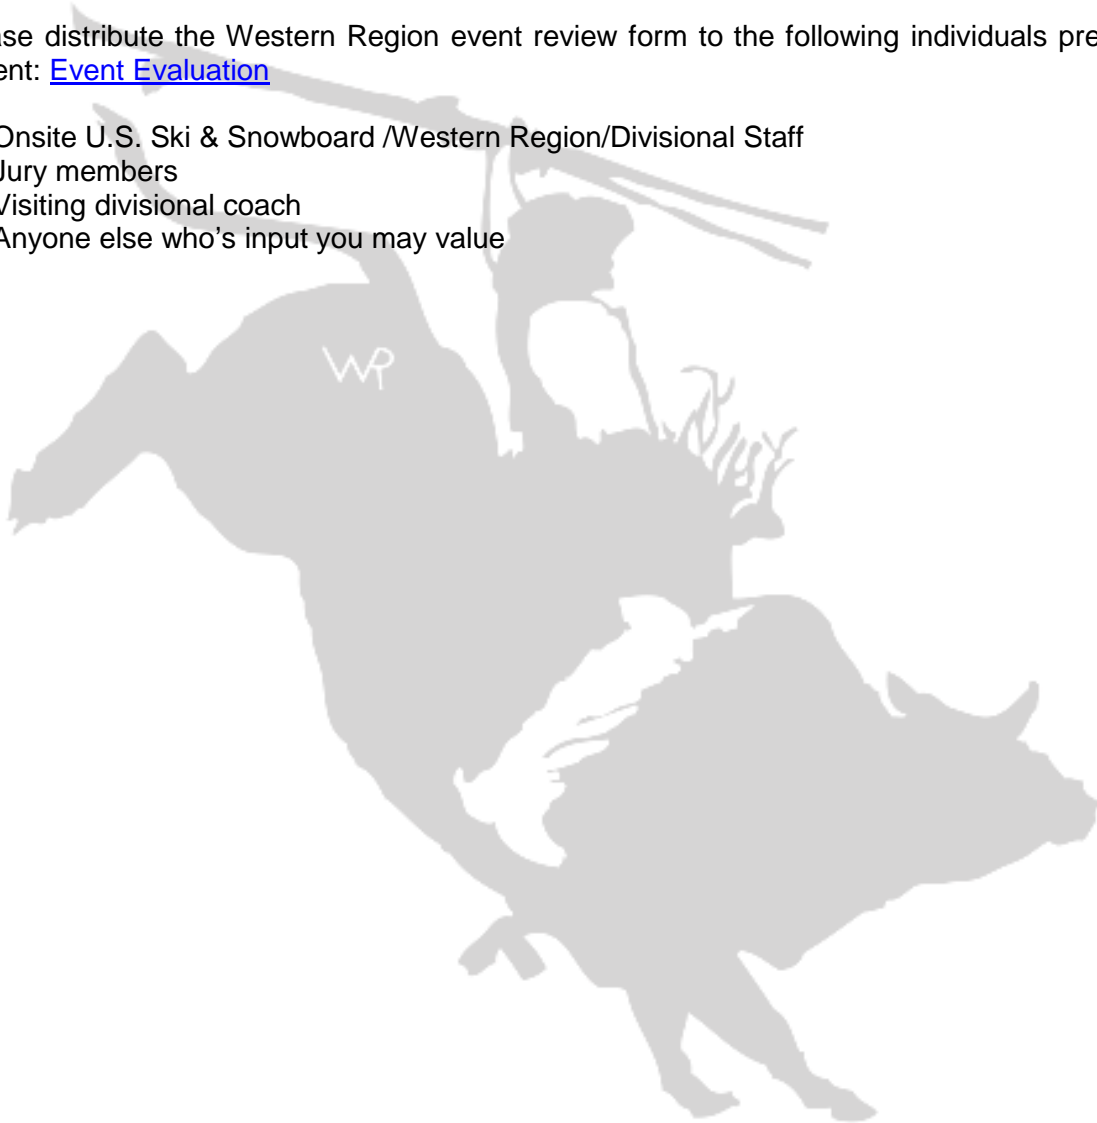 ase distribute the Western Region event review form to the following individuals pre
ent: Event Evaluation
Onsite U.S. Ski & Snowboard /Western Region/Divisional Staff
Jury members
Visiting divisional coach
Anyone else who's input you may value
WR